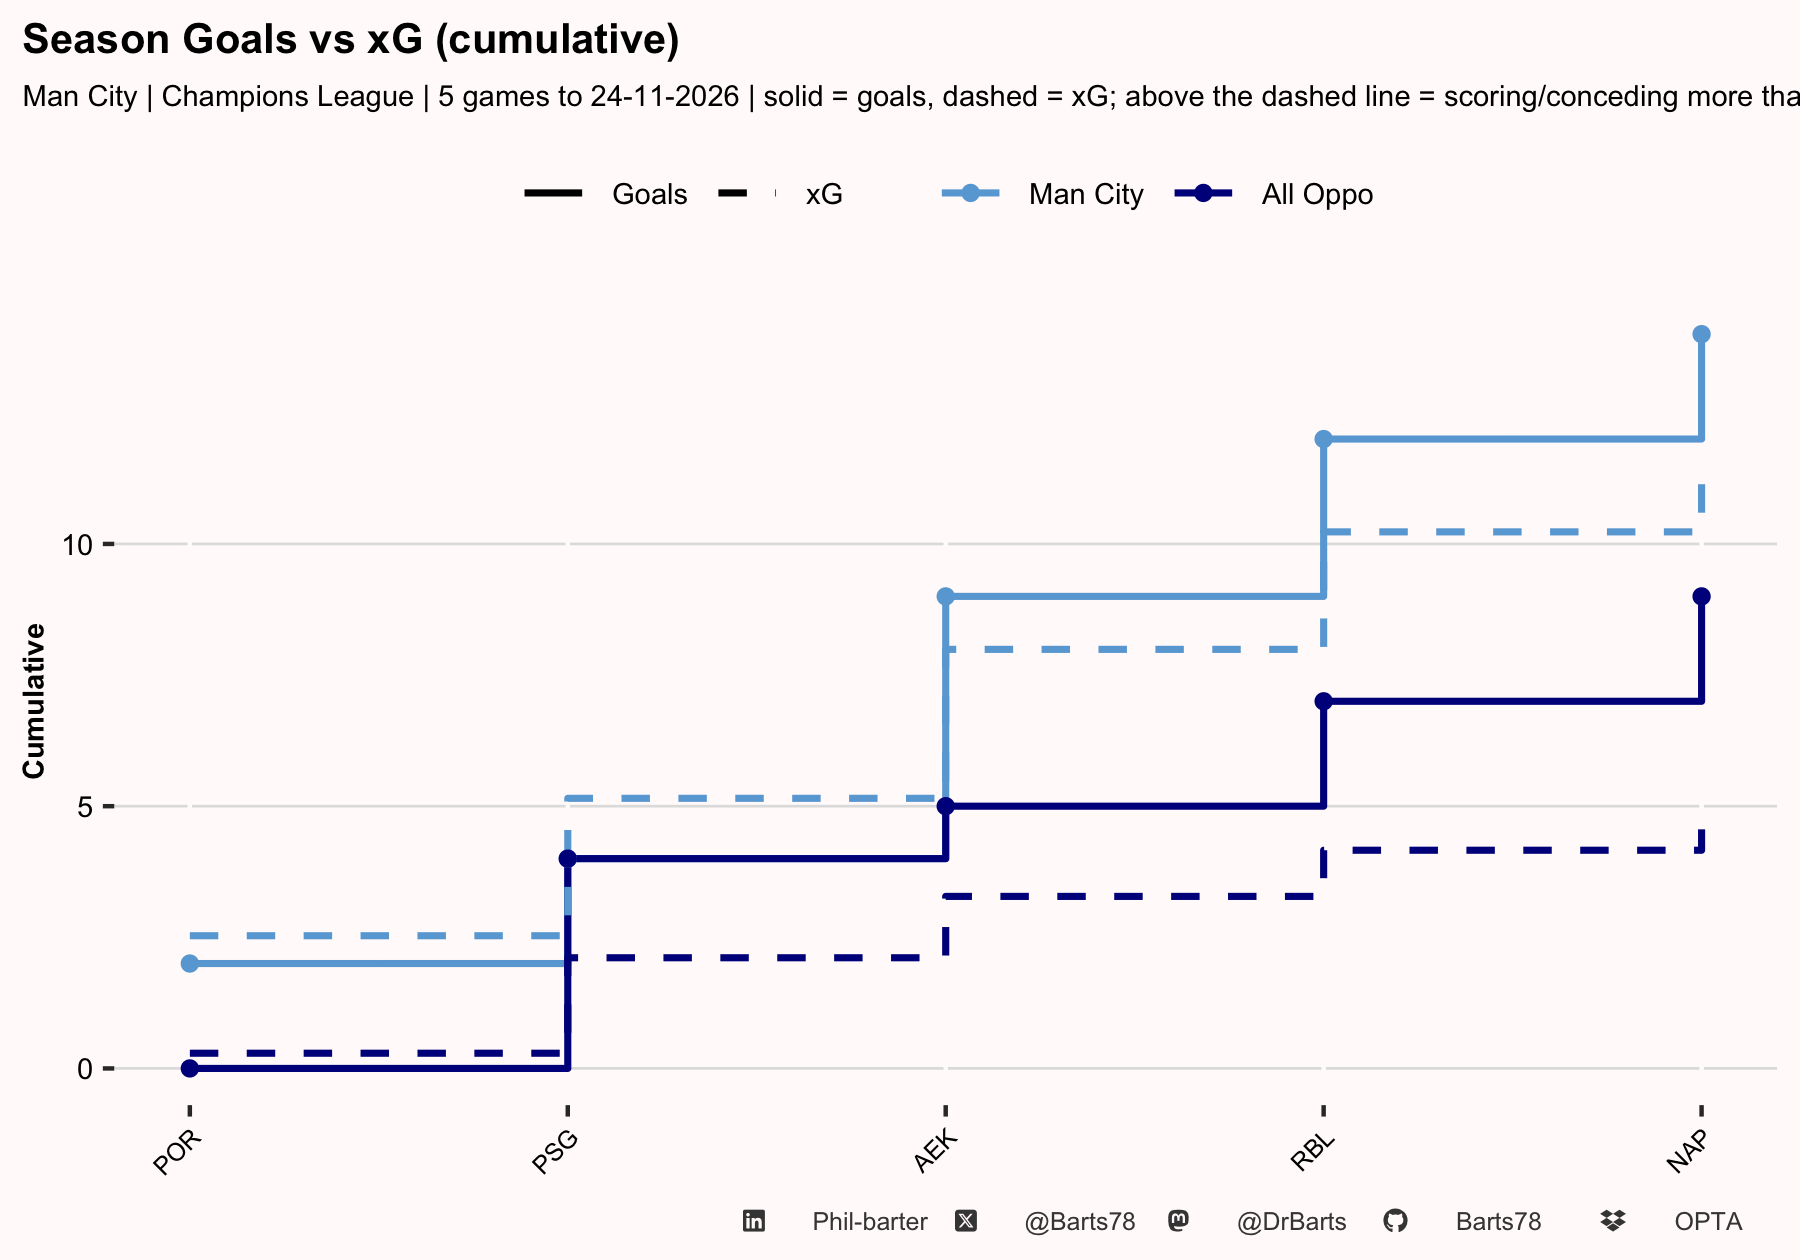 Season Goals vs xG (cumulative)
Man City | Champions League | 5 games to 24-11-2026 | solid = goals, dashed = xG; above the dashed line = scoring/conceding more tha
Goals xG Man City All Oppo
Cumulative
10
5
0
POR PSG AEK RBL NAP
Phil-barter @Barts78 @DrBarts Barts78 OPTA